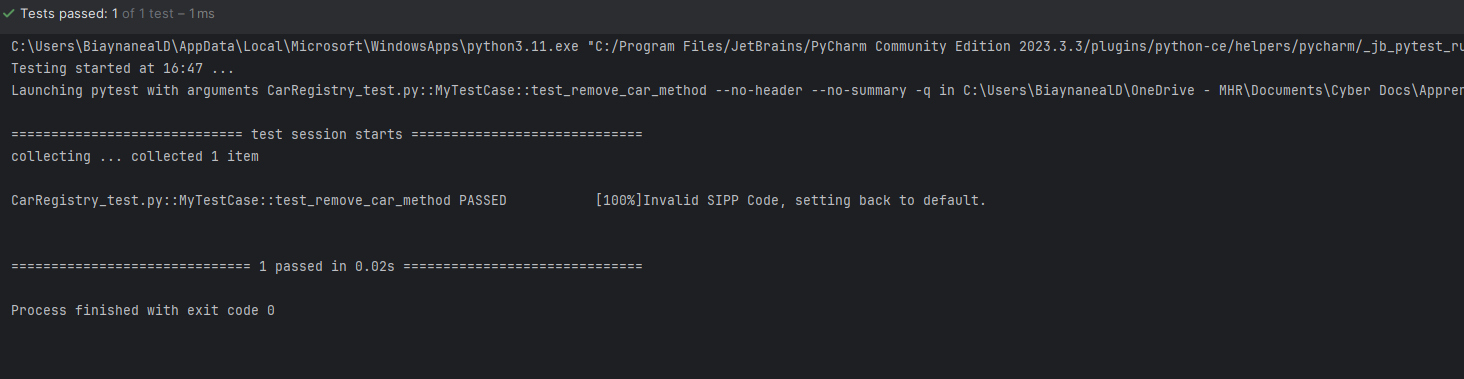 Tests passed: 1 of 1 test – 1 ms
C:\Users\BiaynanealD\AppData\Local\Microsoft\WindowsApps\python3.11.exe "C:/Program Files/JetBrains/PyCharm Community Edition 2023.3.3/plugins/python-ce/helpers/pycharm/_jb_pytest_ru
Testing started at 16:47 ...
Launching pytest with arguments CarRegistry_test.py::MyTestCase::test_remove_car_method --no-header --no-summary -q in C:\Users\BiaynanealD\OneDrive - MHR\Documents\Cyber Docs\Appren
============================= test session starts =============================
collecting ... collected 1 item
CarRegistry_test.py::MyTestCase::test_remove_car_method PASSED [100%]Invalid SIPP Code, setting back to default.
============================== 1 passed in 0.02s ==============================
Process finished with exit code 0